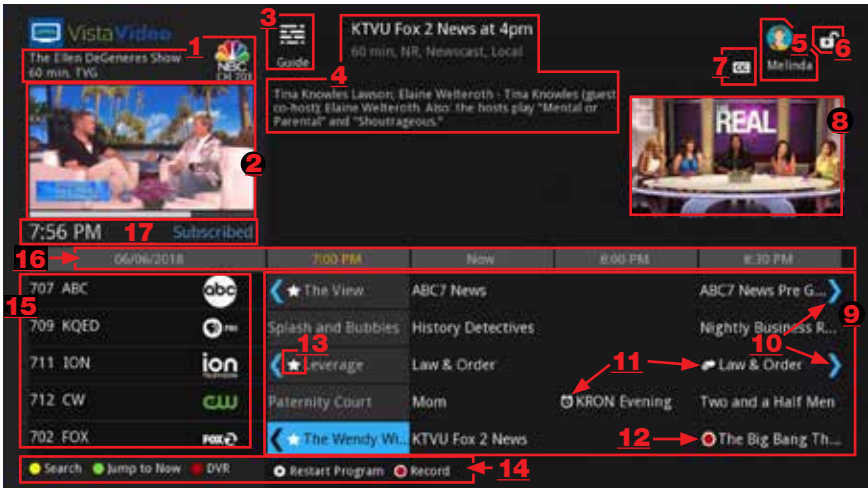 VistaVideo
1
The Ellen DeGeneres Show
60 min, TVG
NBC
CH 703
3
Guide
KTVU Fox 2 News at 4pm
60 min, NR, Newscast, Local
4
Tina Knowles Lawson; Elaine Welteroth - Tina Knowles (guest
co-host); Elaine Welteroth. Also: the hosts play "Mental or
Parental" and "Shoutrageous."
5
Melinda
6
7
CC
2
THE
REAL
8
7:56 PM
17
Subscribed
16
06/06/2018
7:00 PM
Now
8:00 PM
8:30 PM
15
707 ABC
abc
The View
ABC7 News
ABC7 News Pre G...
9
709 KQED
PBS
Splash and Bubbles
History Detectives
Nightly Business R...
13
11
10
711 ION
ion
TELEVISION
Leverage
Law & Order
Law & Order
712 CW
CW
Paternity Court
Mom
KRON Evening
Two and a Half Men
702 FOX
FOX 2
The Wendy Wi...
KTVU Fox 2 News
12
The Big Bang Th...
Search
Jump to Now
DVR
Restart Program
Record
14